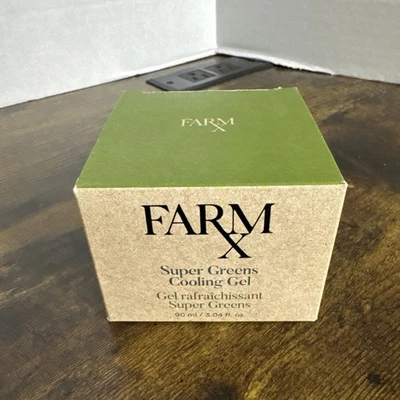 FARM
X
FARM
X
Super Greens
Cooling Gel
Gel rafraîchissant
Super Greens
90 ml / 3.04 fl. oz.